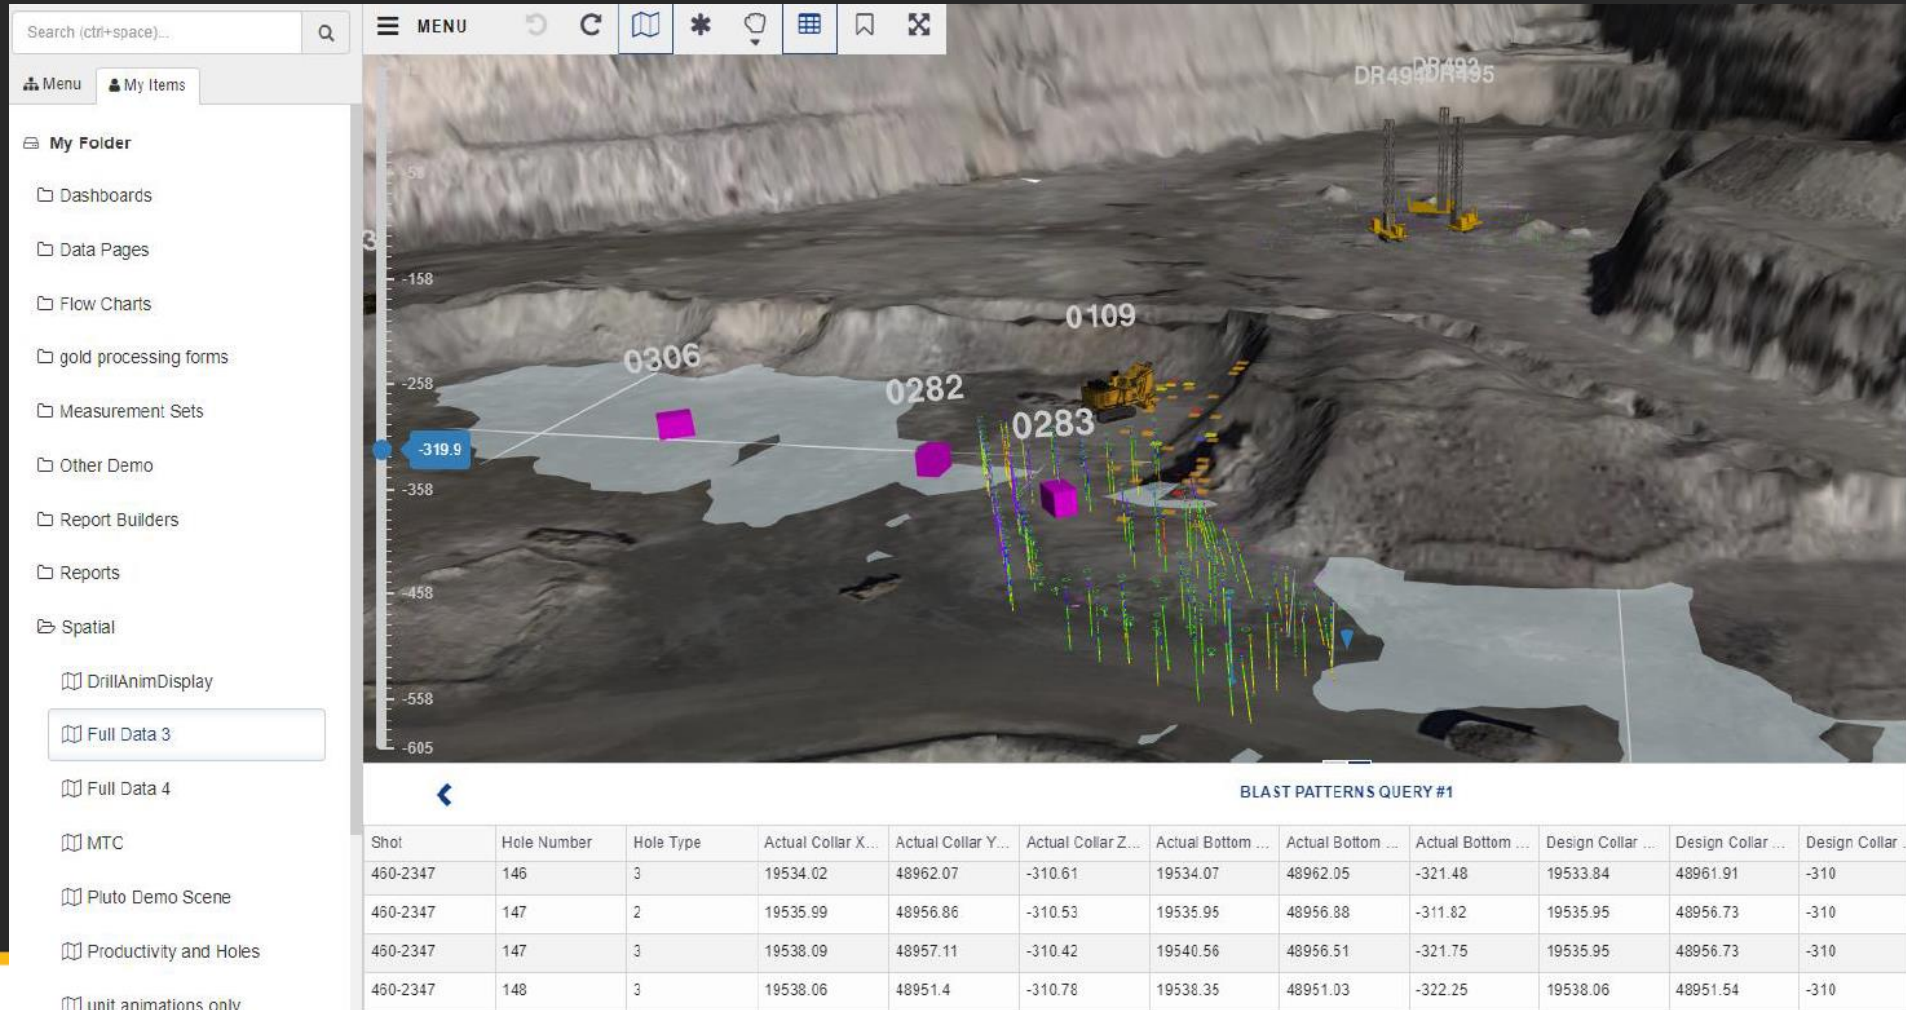 Search (ctrl+space)...
MENU
Menu
My Items
My Folder
Dashboards
Data Pages
Flow Charts
gold processing forms
Measurement Sets
Other Demo
Report Builders
Reports
Spatial
DrillAnimDisplay
Full Data 3
Full Data 4
MTC
Pluto Demo Scene
Productivity and Holes
unit animations only
DR495
-58
3
-158
0109
0306
-258
0282
0283
-319.9
-358
-458
-558
-605
BLAST PATTERNS QUERY #1
Shot Hole Number Hole Type Actual Collar X... Actual Collar Y... Actual Collar Z... Actual Bottom ... Actual Bottom ... Actual Bottom ... Design Collar ... Design Collar ... Design Collar
460-2347 146 3 19534.02 48962.07 -310.61 19534.07 48962.05 -321.48 19533.84 48961.91 -310
460-2347 147 2 19535.99 48956.86 -310.53 19535.95 48956.88 -311.82 19535.95 48956.73 -310
460-2347 147 3 19538.09 48957.11 -310.42 19540.56 48956.51 -321.75 19535.95 48956.73 -310
460-2347 148 3 19538.06 48951.4 -310.78 19538.35 48951.03 -322.25 19538.06 48951.54 -310